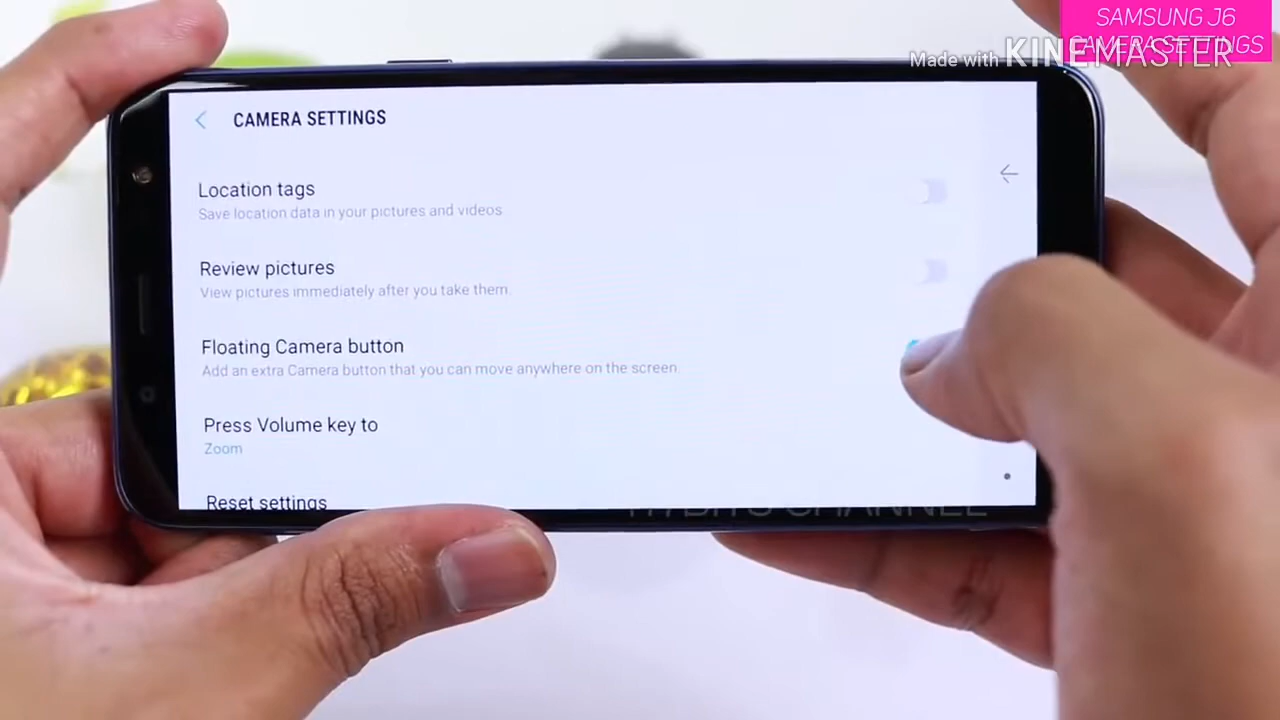 SAMSUNG J6
CAMERA SETTINGS
Made with KINEMASTER
CAMERA SETTINGS
Location tags
Save location data in your pictures and videos.
Review pictures
View pictures immediately after you take them.
Floating Camera button
Add an extra Camera button that you can move anywhere on the screen.
Press Volume key to
Zoom
Reset settings
CHANNEL